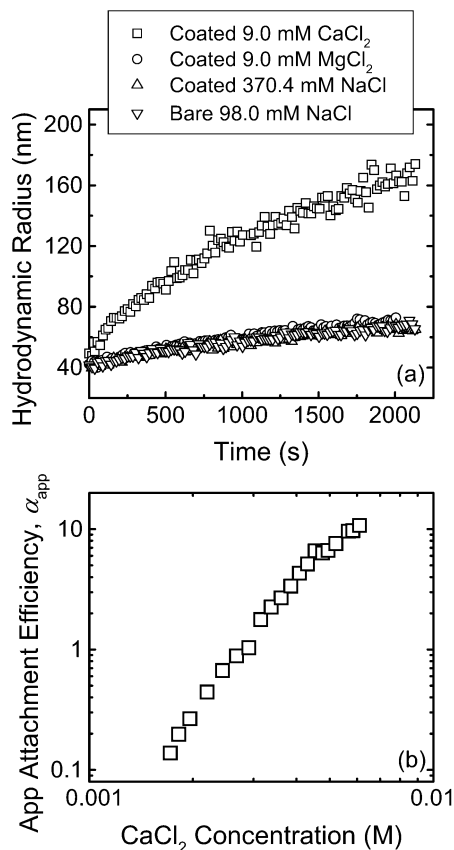 Coated 9.0 mM CaCl₂
Coated 9.0 mM MgCl₂
Coated 370.4 mM NaCl
Bare 98.0 mM NaCl
200
160
120
80
40
Hydrodynamic Radius (nm)
(a)
0 500 1000 1500 2000
Time (s)
10
1
0.1
App Attachment Efficiency, αapp
(b)
0.001 0.01
CaCl₂ Concentration (M)